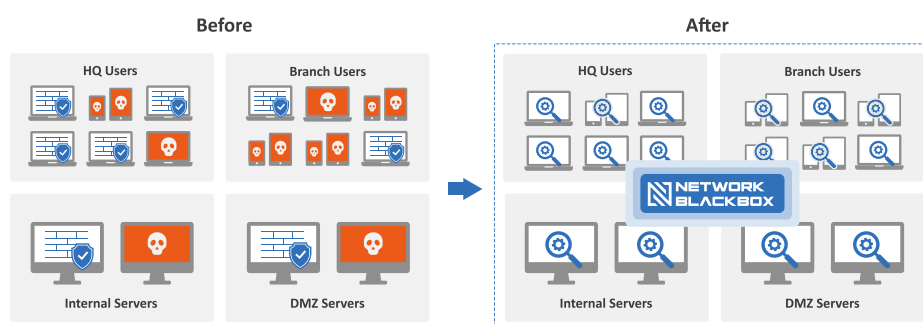 Before
After
HQ Users
Branch Users
HQ Users
Branch Users
NETWORK
BLACKBOX
Internal Servers
DMZ Servers
Internal Servers
DMZ Servers